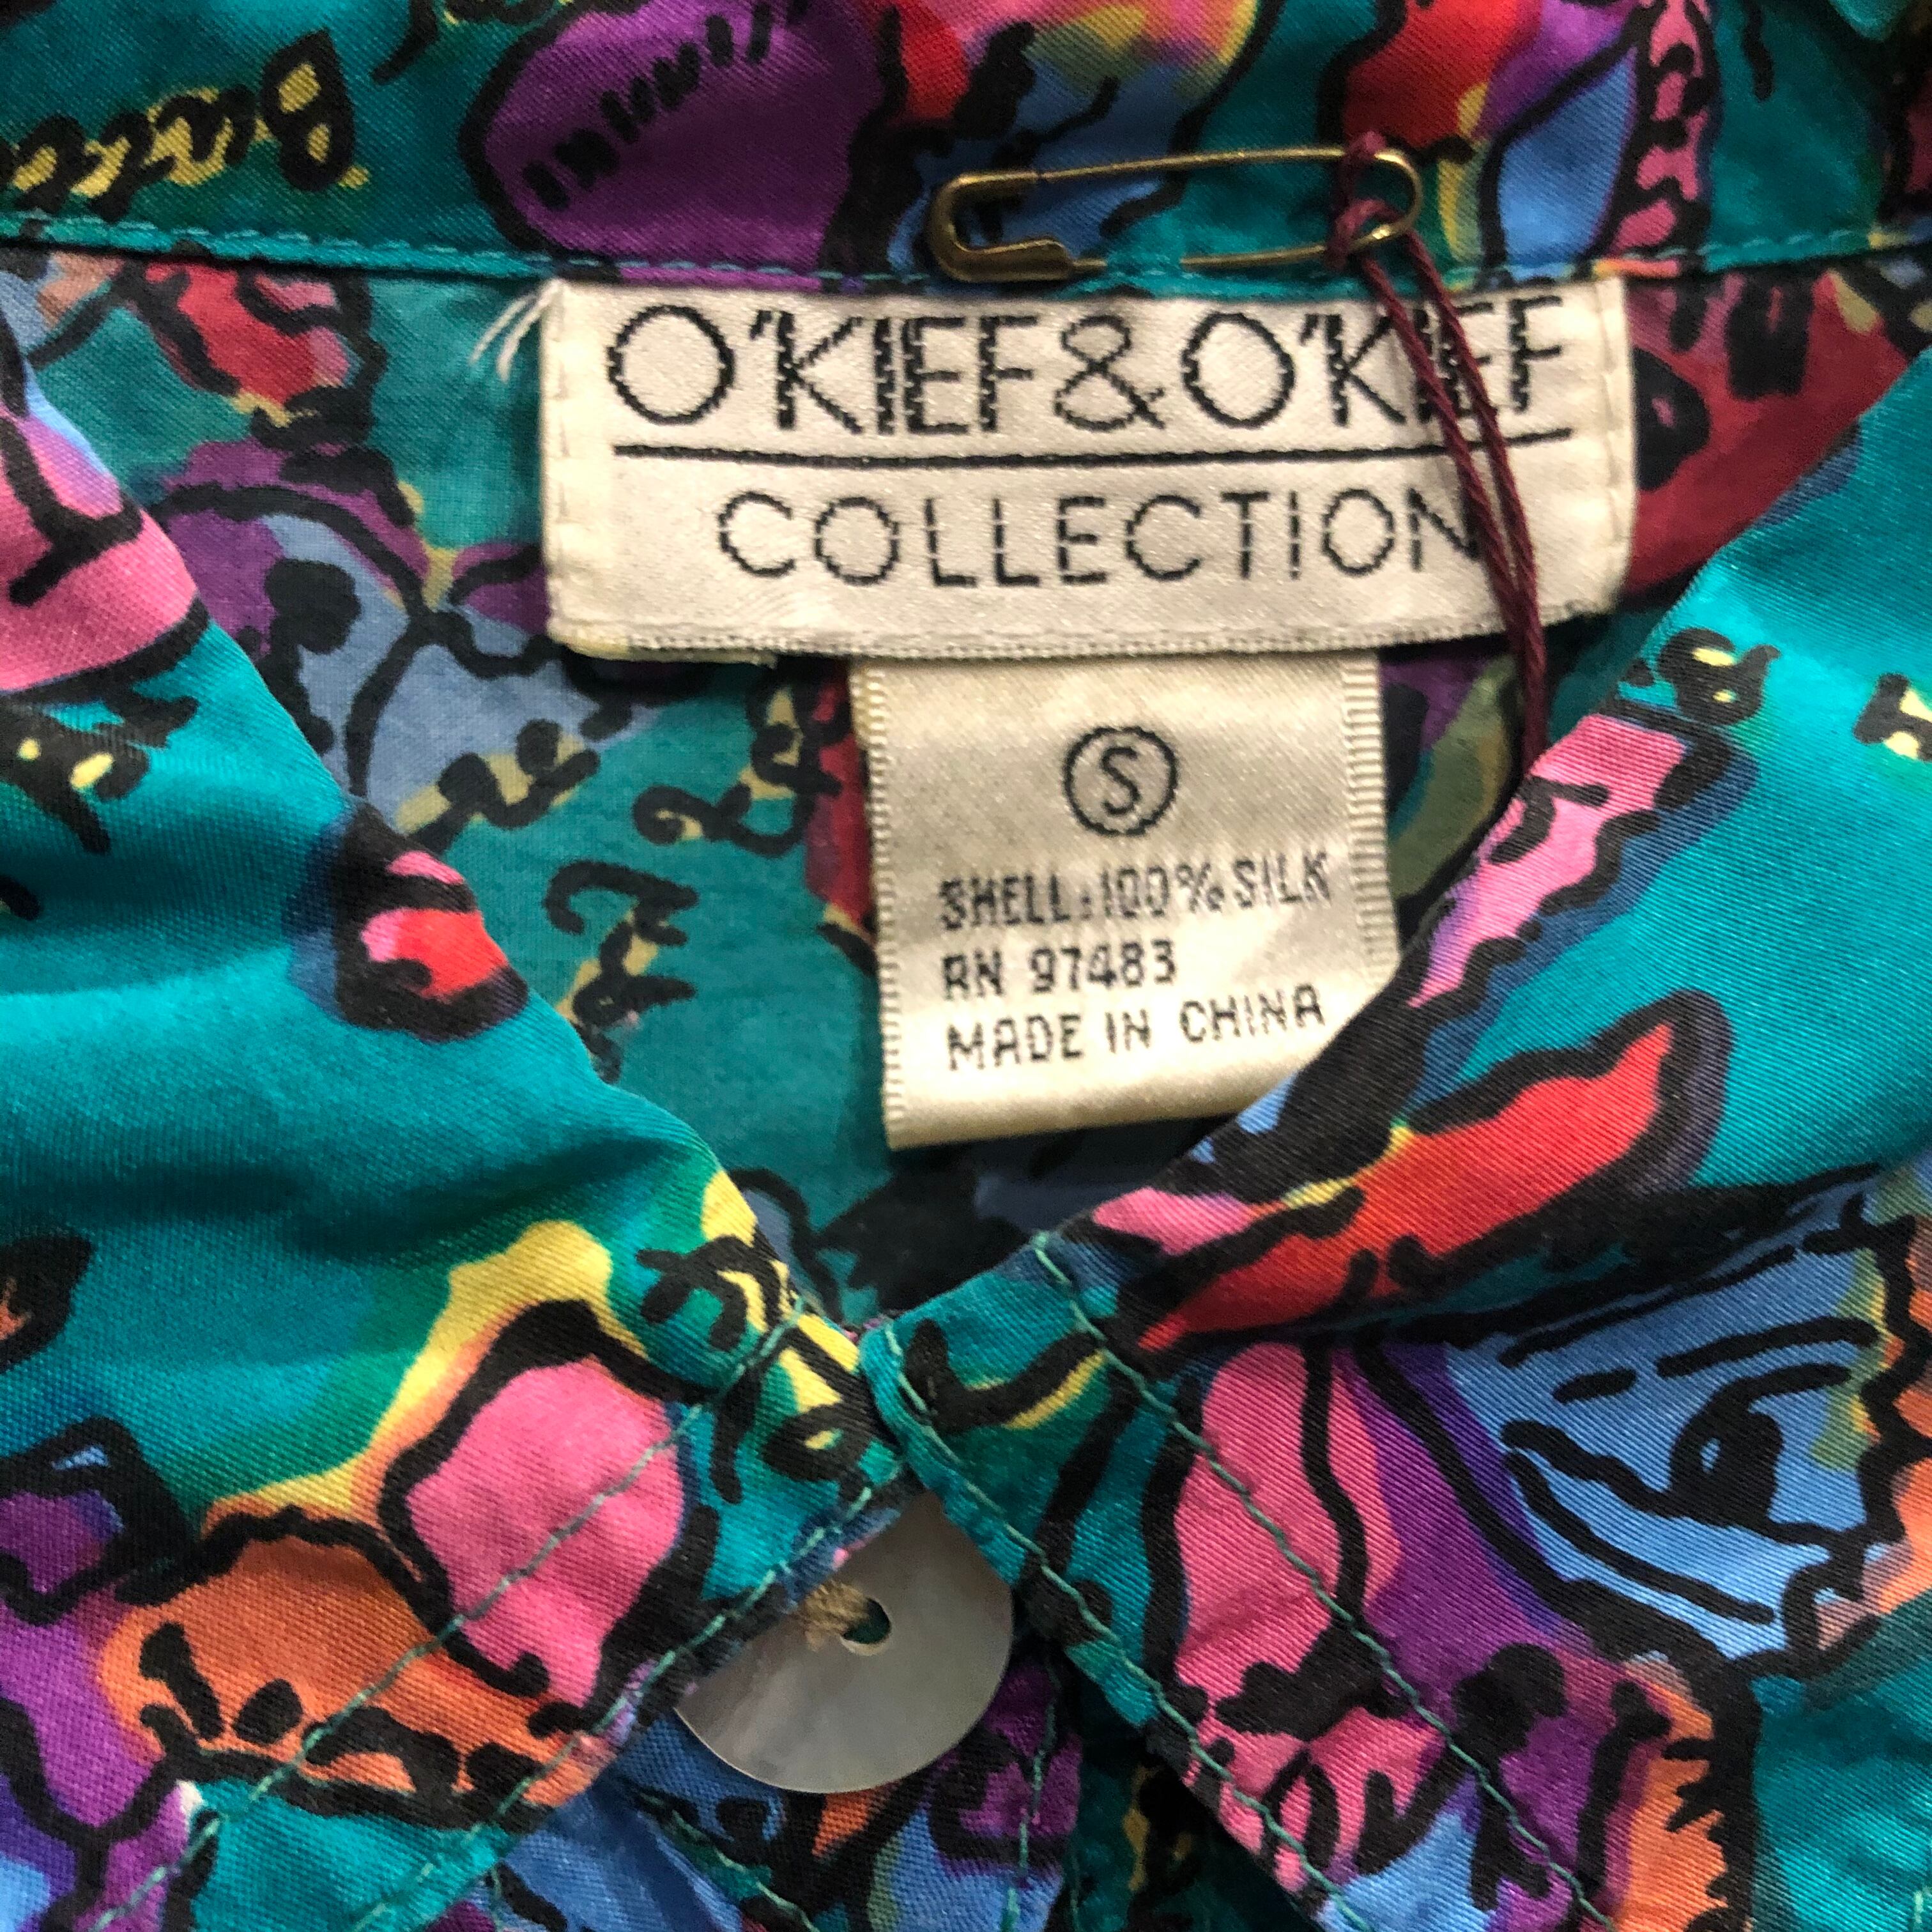 O'KIEF & O'KIEF
COLLECTION
S
SHELL: 100% SILK
RN 97483
MADE IN CHINA